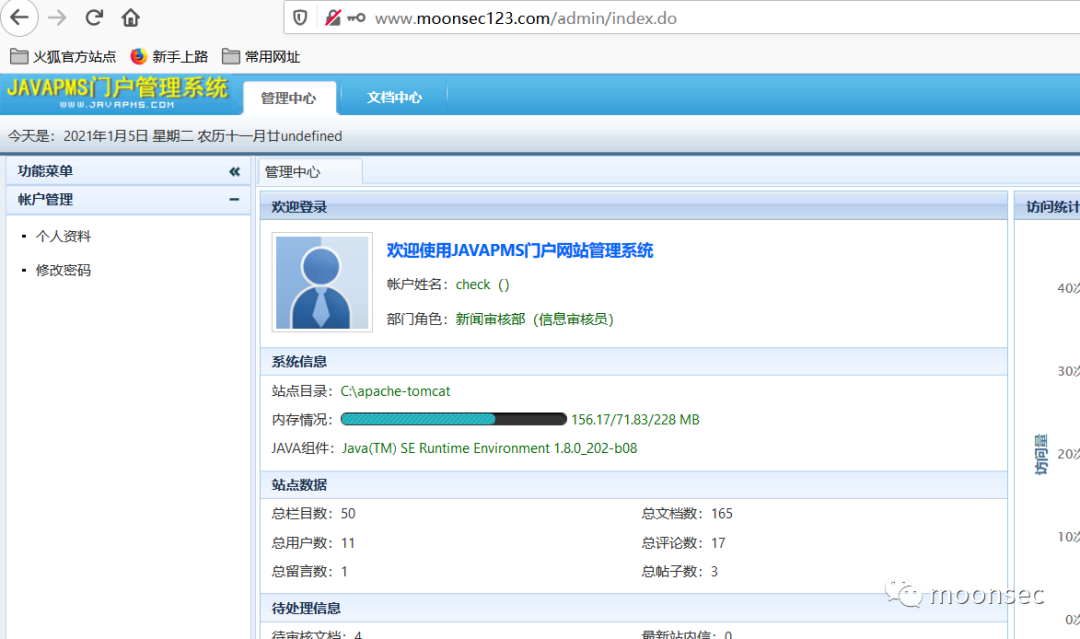 www.moonsec123.com/admin/index.do
火狐官方站点 新手上路 常用网址
JAVAPMS门户管理系统
WWW.JAVAPMS.COM
管理中心 文档中心
今天是：2021年1月5日 星期二 农历十一月廿undefined
功能菜单 «
帐户管理
个人资料
修改密码
管理中心
欢迎登录
欢迎使用JAVAPMS门户网站管理系统
帐户姓名：check（）
部门角色：新闻审核部（信息审核员）
系统信息
站点目录：C:\apache-tomcat
内存情况：156.17/71.83/228 MB
JAVA组件：Java(TM) SE Runtime Environment 1.8.0_202-b08
站点数据
总栏目数：50 总文档数：165
总用户数：11 总评论数：17
总留言数：1 总帖子数：3
待处理信息
待审核文档：4 最新站内信：0
访问统计
40次
30次
访问量
20次
10次
0次
moonsec